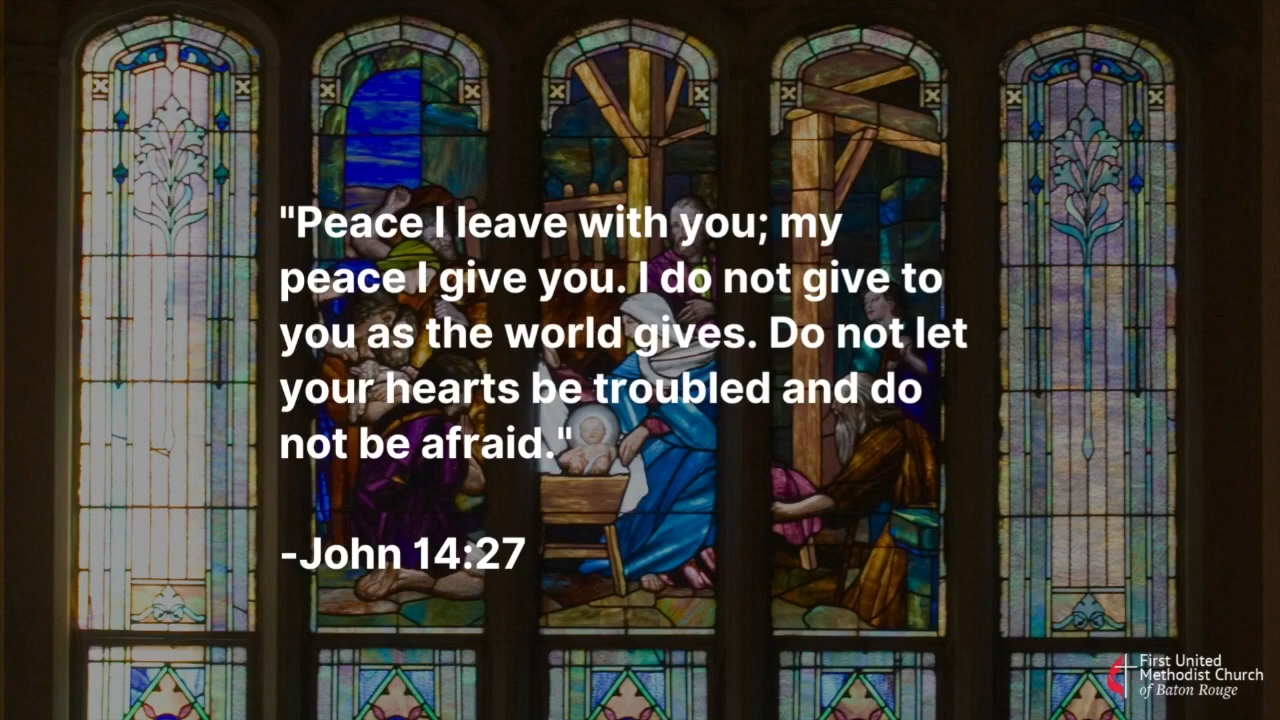 "Peace I leave with you; my
peace I give you. I do not give to
you as the world gives. Do not let
your hearts be troubled and do
not be afraid."
-John 14:27
First United
Methodist Church
of Baton Rouge